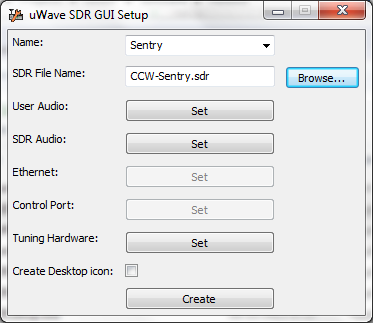 uWave SDR GUI Setup
Name: Sentry
SDR File Name: CCW-Sentry.sdr Browse...
User Audio: Set
SDR Audio: Set
Ethernet: Set
Control Port: Set
Tuning Hardware: Set
Create Desktop icon:
Create